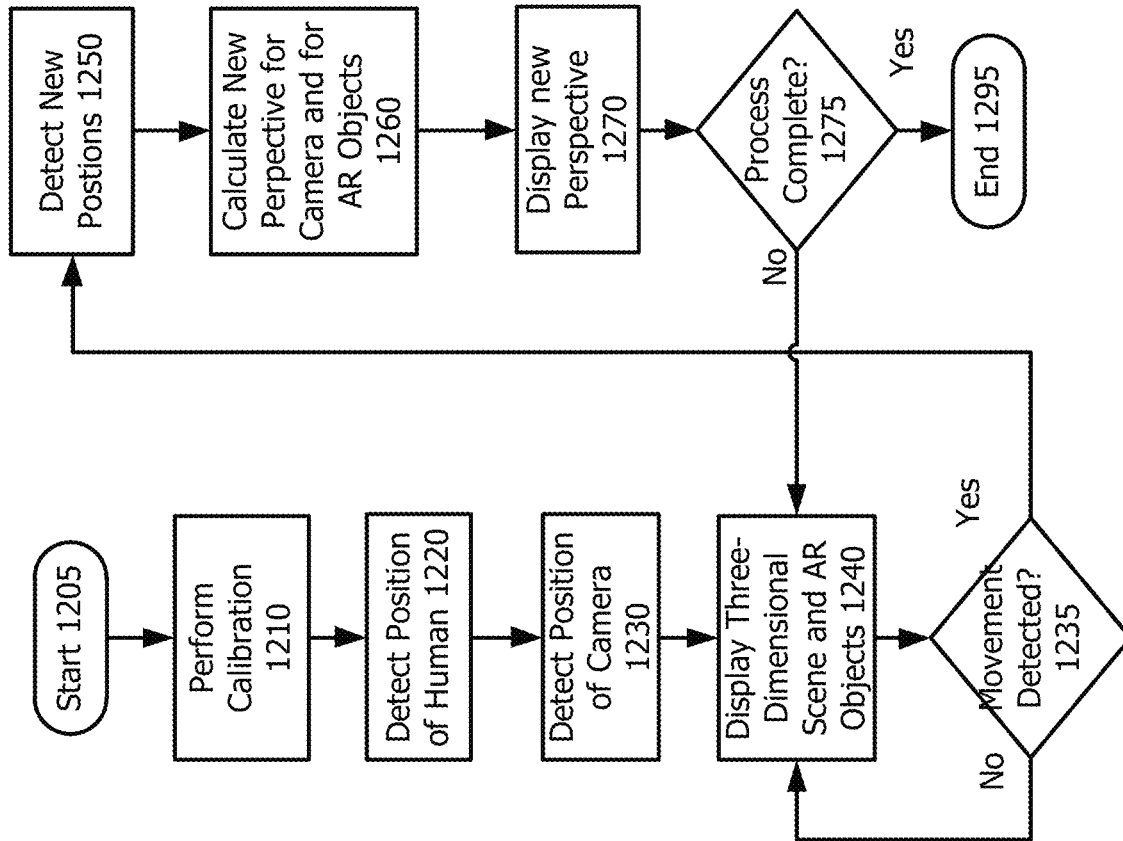 Start 1205
Perform
Calibration
1210
Detect Position
of Human 1220
Detect Position
of Camera
1230
Display Three-
Dimensional
Scene and AR
Objects 1240
Movement
Detected?
1235
No
Yes
Detect New
Postions 1250
Calculate New
Perpective for
Camera and for
AR Objects
1260
Display new
Perspective
1270
Process
Complete?
1275
No
Yes
End 1295